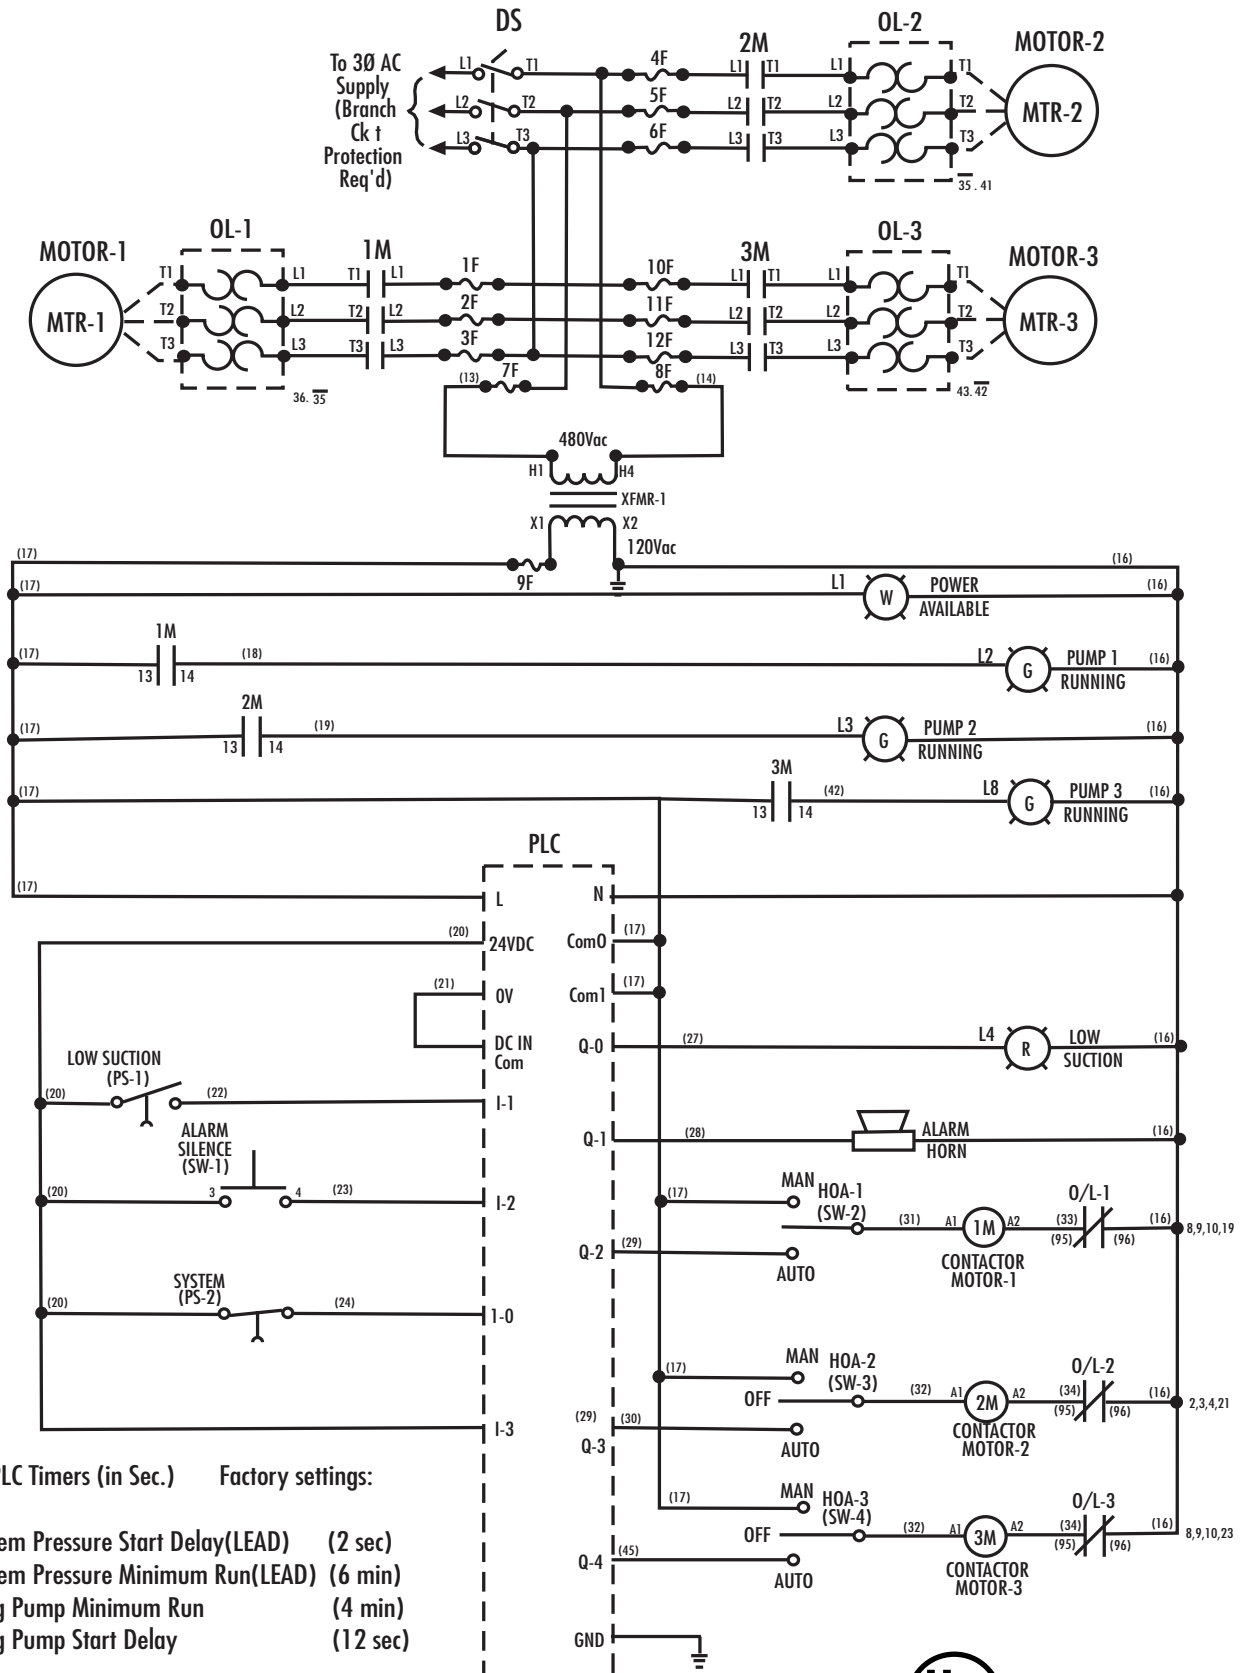 DS
To 3Ø AC
Supply
(Branch
Ck t
Protection
Req'd)
L1 T1
L2 T2
L3 T3
4F
5F
6F
2M
L1 T1
L2 T2
L3 T3
OL-2
L1 T1
L2 T2
L3 T3
35.41
MOTOR-2
MTR-2
MOTOR-1
MTR-1
OL-1
T1 L1
T2 L2
T3 L3
36.35
1M
T1 L1
T2 L2
T3 L3
1F
2F
3F
10F
11F
12F
3M
L1 T1
L2 T2
L3 T3
OL-3
L1 T1
L2 T2
L3 T3
43.42
MOTOR-3
MTR-3
(13) 7F
8F (14)
480Vac
H1 H4
XFMR-1
X1 X2
120Vac
(17) 9F (16)
(17) L1 W POWER (16)
AVAILABLE
1M
(17) 13 14 (18) L2 G PUMP 1 (16)
RUNNING
2M
(17) 13 14 (19) L3 G PUMP 2 (16)
RUNNING
3M
(17) 13 14 (42) L8 G PUMP 3 (16)
RUNNING
PLC
(17) L N
(20) 24VDC Com0 (17)
(21) 0V Com1 (17)
DC IN
Com
Q-0 (27) L4 R LOW (16)
SUCTION
LOW SUCTION
(PS-1)
(20) (22) I-1
Q-1 (28) ALARM (16)
HORN
ALARM
SILENCE
(SW-1)
(20) 3 4 (23) I-2
(17) MAN HOA-1
(SW-2)
(31) A1 1M A2 (33) O/L-1 (16) 8,9,10,19
(95) (96)
CONTACTOR
MOTOR-1
Q-2 (29) AUTO
SYSTEM
(PS-2)
(20) (24) 1-0
(17) MAN HOA-2
(SW-3)
OFF (32) A1 2M A2 (34) O/L-2 (16) 2,3,4,21
(95) (96)
CONTACTOR
MOTOR-2
I-3 (29) (30)
Q-3 AUTO
(17) MAN HOA-3
(SW-4)
OFF (32) A1 3M A2 (34) O/L-3 (16) 8,9,10,23
(95) (96)
CONTACTOR
MOTOR-3
Q-4 (45) AUTO
GND
PLC Timers (in Sec.) Factory settings:
em Pressure Start Delay(LEAD) (2 sec)
em Pressure Minimum Run(LEAD) (6 min)
g Pump Minimum Run (4 min)
g Pump Start Delay (12 sec)